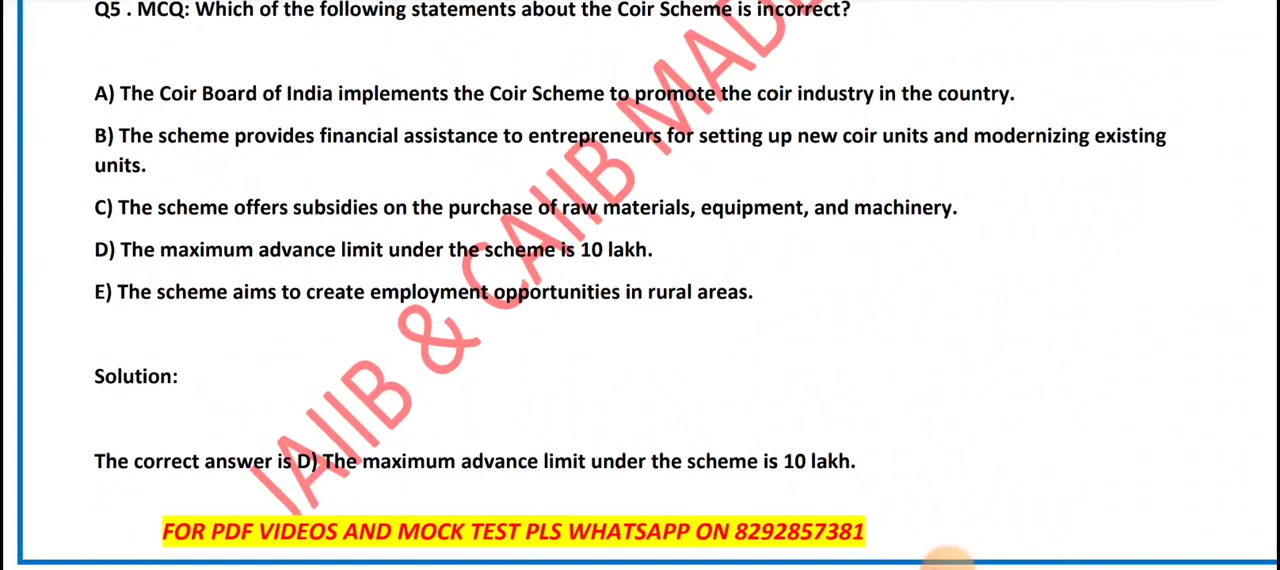 Q5 . MCQ: Which of the following statements about the Coir Scheme is incorrect?
A) The Coir Board of India implements the Coir Scheme to promote the coir industry in the country.
B) The scheme provides financial assistance to entrepreneurs for setting up new coir units and modernizing existing
units.
C) The scheme offers subsidies on the purchase of raw materials, equipment, and machinery.
D) The maximum advance limit under the scheme is 10 lakh.
E) The scheme aims to create employment opportunities in rural areas.
Solution:
The correct answer is D) The maximum advance limit under the scheme is 10 lakh.
FOR PDF VIDEOS AND MOCK TEST PLS WHATSAPP ON 8292857381
IAIIB & CAIIB MADE